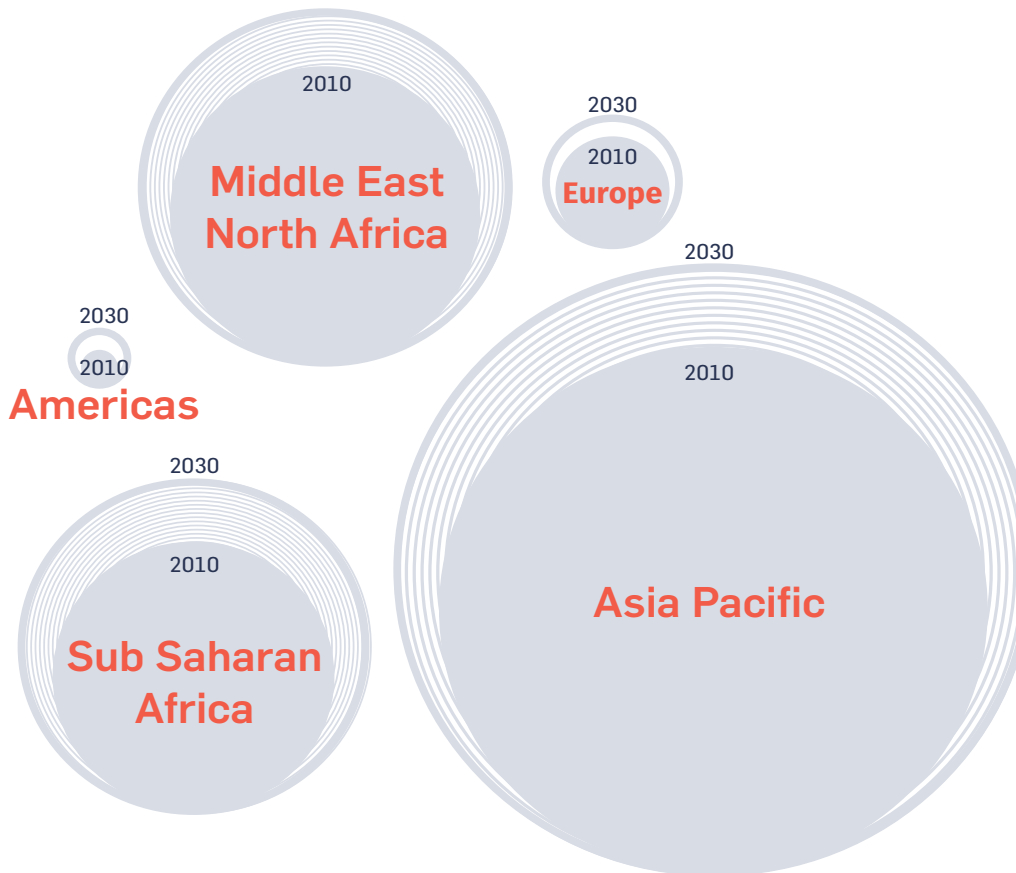 2010
Middle East
North Africa
2030
2010
Europe
2030
2010
Americas
2030
2010
Asia Pacific
2030
2010
Sub Saharan
Africa